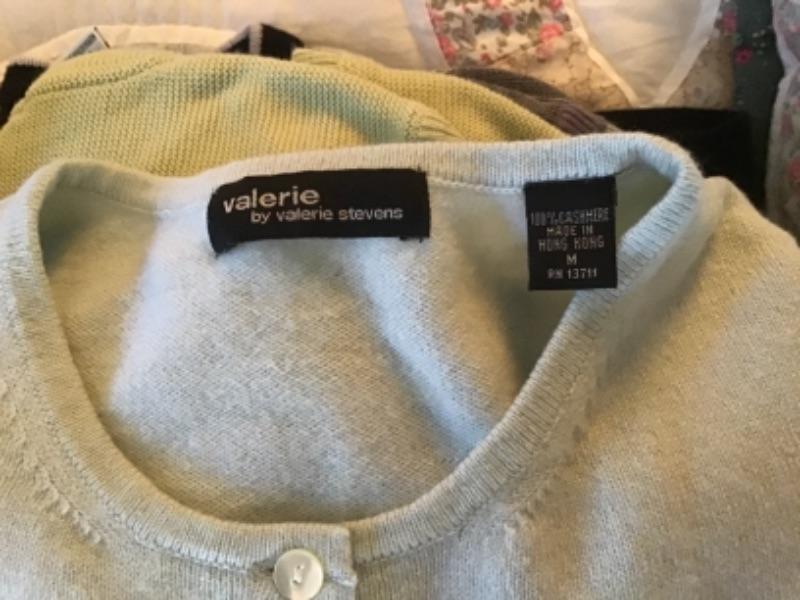 valerie
by valerie stevens
100% CASHMERE
MADE IN
HONG KONG
M
RN 13711